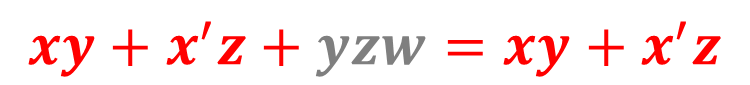 xy + x′z + yzw = xy + x′z